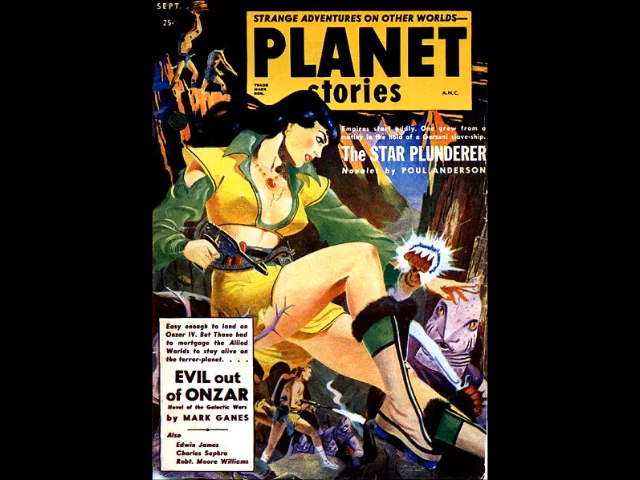 SEPT.
25¢
STRANGE ADVENTURES ON OTHER WORLDS—
PLANET
stories
TRADE
MARK
REG.
A.N.C.
Empires start oddly. One grew from a
mutiny in the hold of a Gorzuni slave-ship.
The STAR PLUNDERER
Novelet by POUL ANDERSON
Easy enough to land on
Onzar IV. But Thane had
to mortgage the Allied
Worlds to stay alive on
the terror-planet. . . .
EVIL out
of ONZAR
Novel of the Galactic Wars
by MARK GANES
Also
Edwin James
Charles Saphro
Robt. Moore Williams